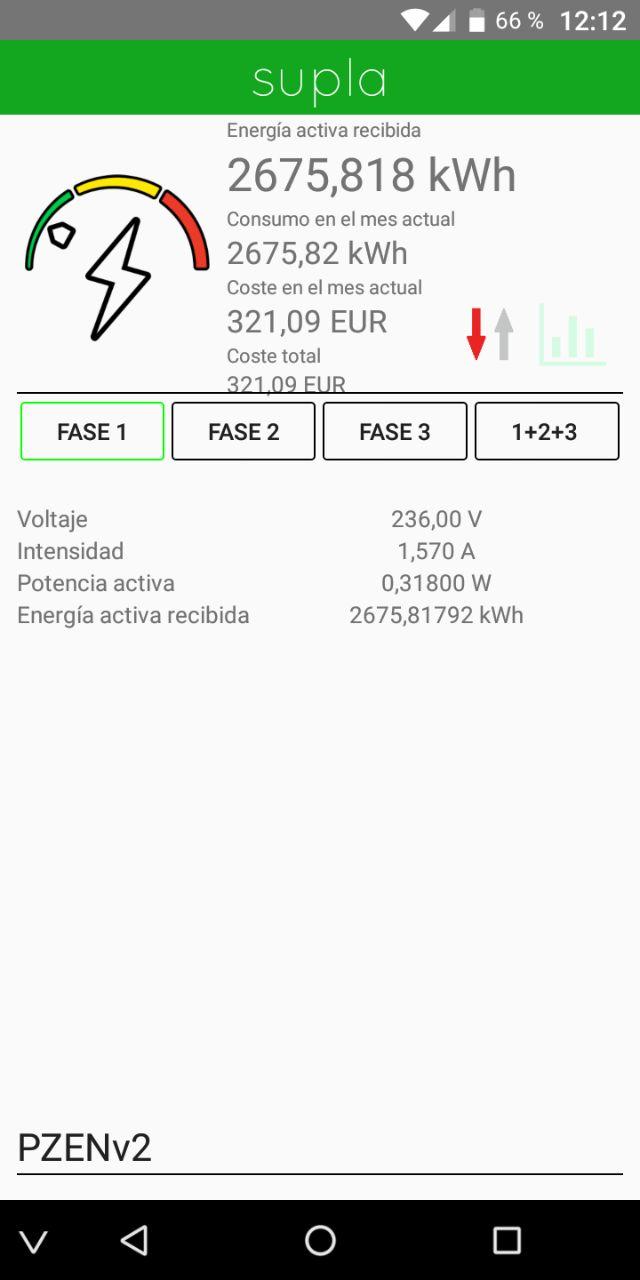 66 % 12:12
supla
Energía activa recibida
2675,818 kWh
Consumo en el mes actual
2675,82 kWh
Coste en el mes actual
321,09 EUR
Coste total
321,09 EUR
FASE 1 FASE 2 FASE 3 1+2+3
Voltaje 236,00 V
Intensidad 1,570 A
Potencia activa 0,31800 W
Energía activa recibida 2675,81792 kWh
PZENv2